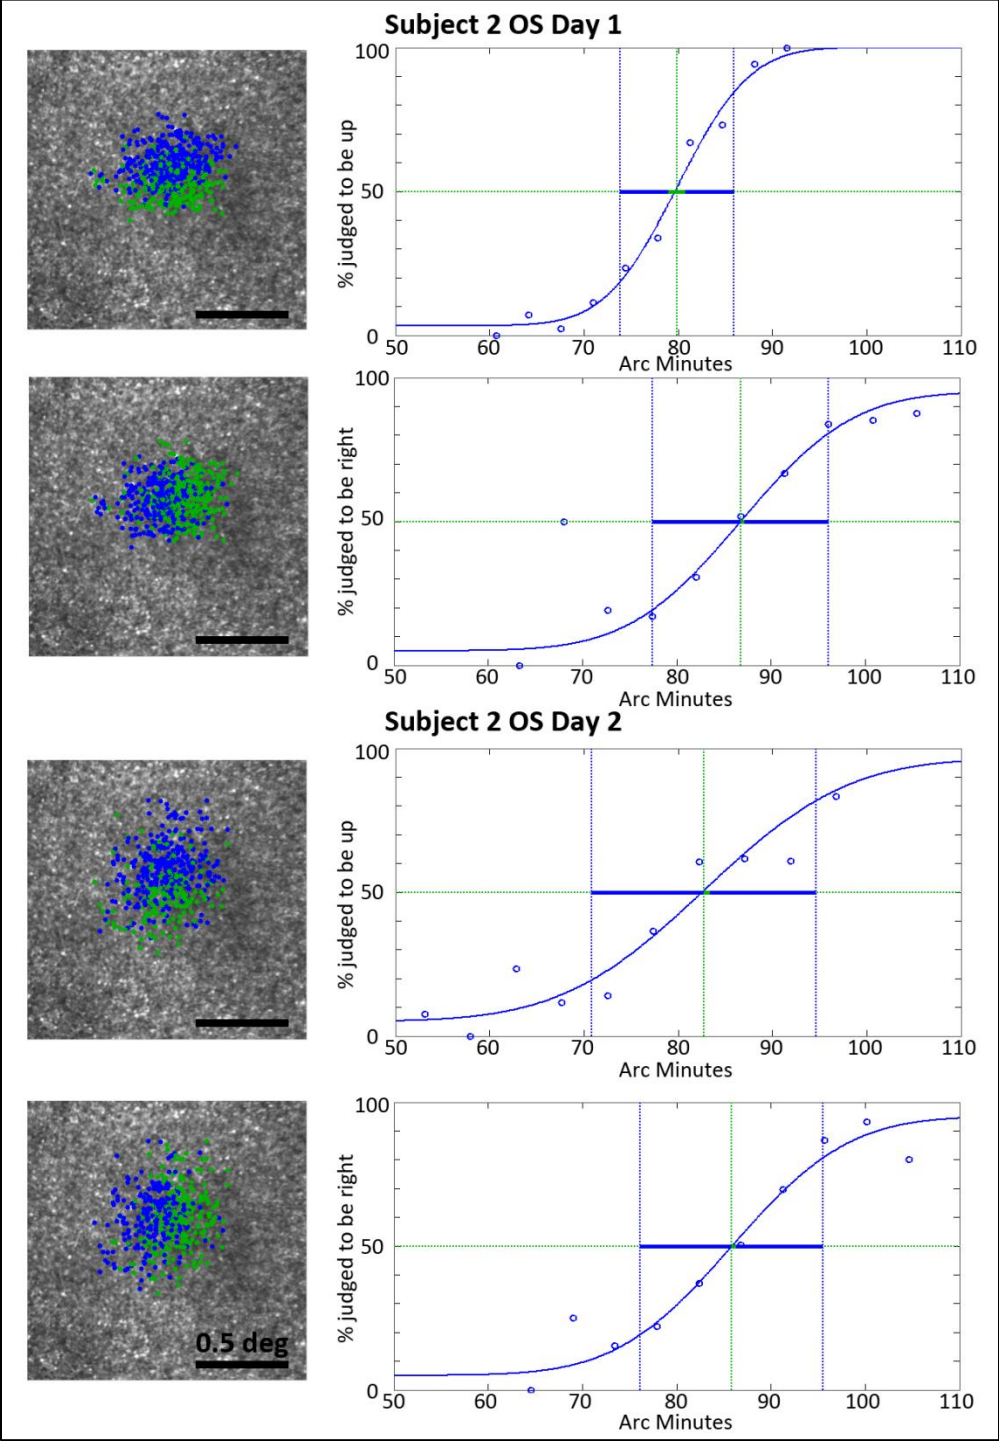 Subject 2 OS Day 1
% judged to be up
100
50
0
50 60 70 80 90 100 110
Arc Minutes
% judged to be right
100
50
0
50 60 70 80 90 100 110
Arc Minutes
Subject 2 OS Day 2
% judged to be up
100
50
0
50 60 70 80 90 100 110
Arc Minutes
0.5 deg
% judged to be right
100
50
0
50 60 70 80 90 100 110
Arc Minutes